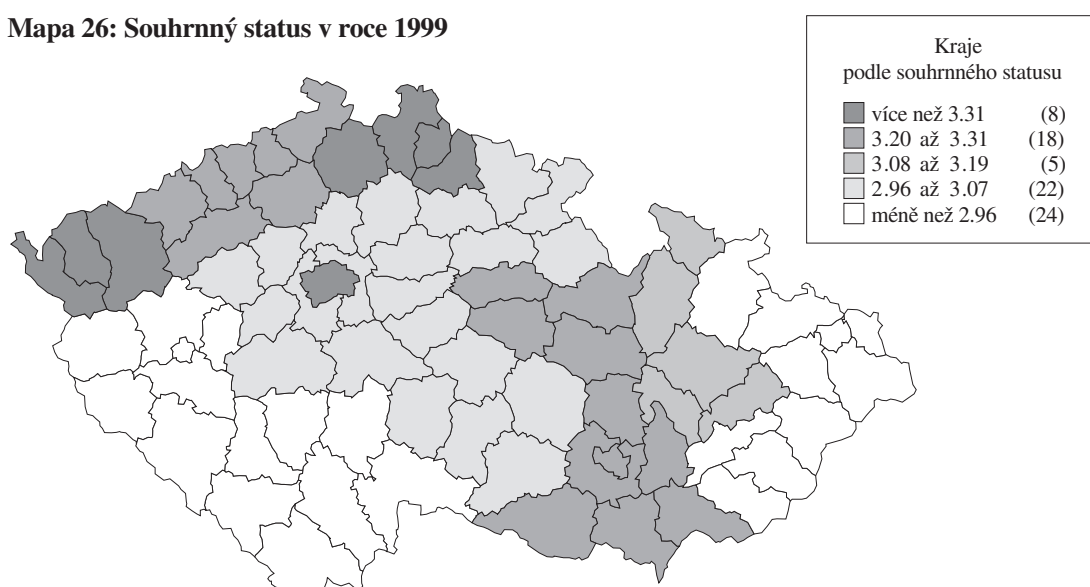 Mapa 26: Souhrnný status v roce 1999
Kraje
podle souhrnného statusu
více než 3.31 (8)
3.20 až 3.31 (18)
3.08 až 3.19 (5)
2.96 až 3.07 (22)
méně než 2.96 (24)